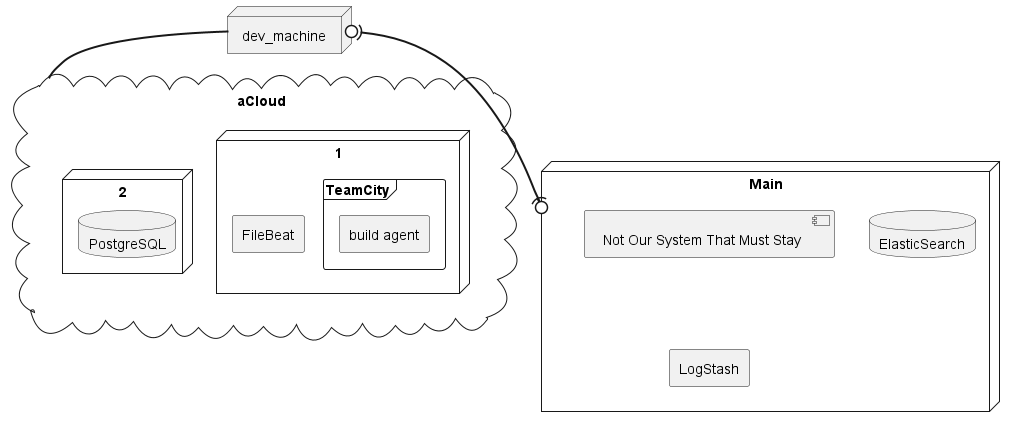 dev_machine
aCloud
1
2
TeamCity
PostgreSQL
FileBeat
build agent
Main
Not Our System That Must Stay
ElasticSearch
LogStash